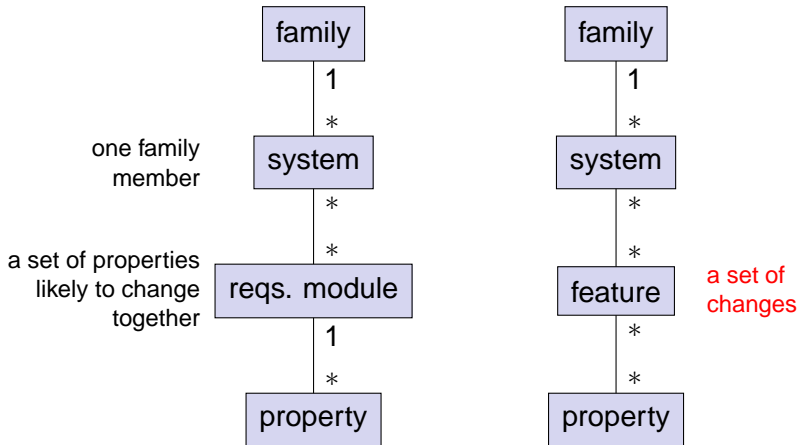 family
1
*
one family
member
system
*
*
a set of properties
likely to change
together
reqs. module
1
*
property
family
1
*
system
*
*
feature
a set of
changes
*
*
property